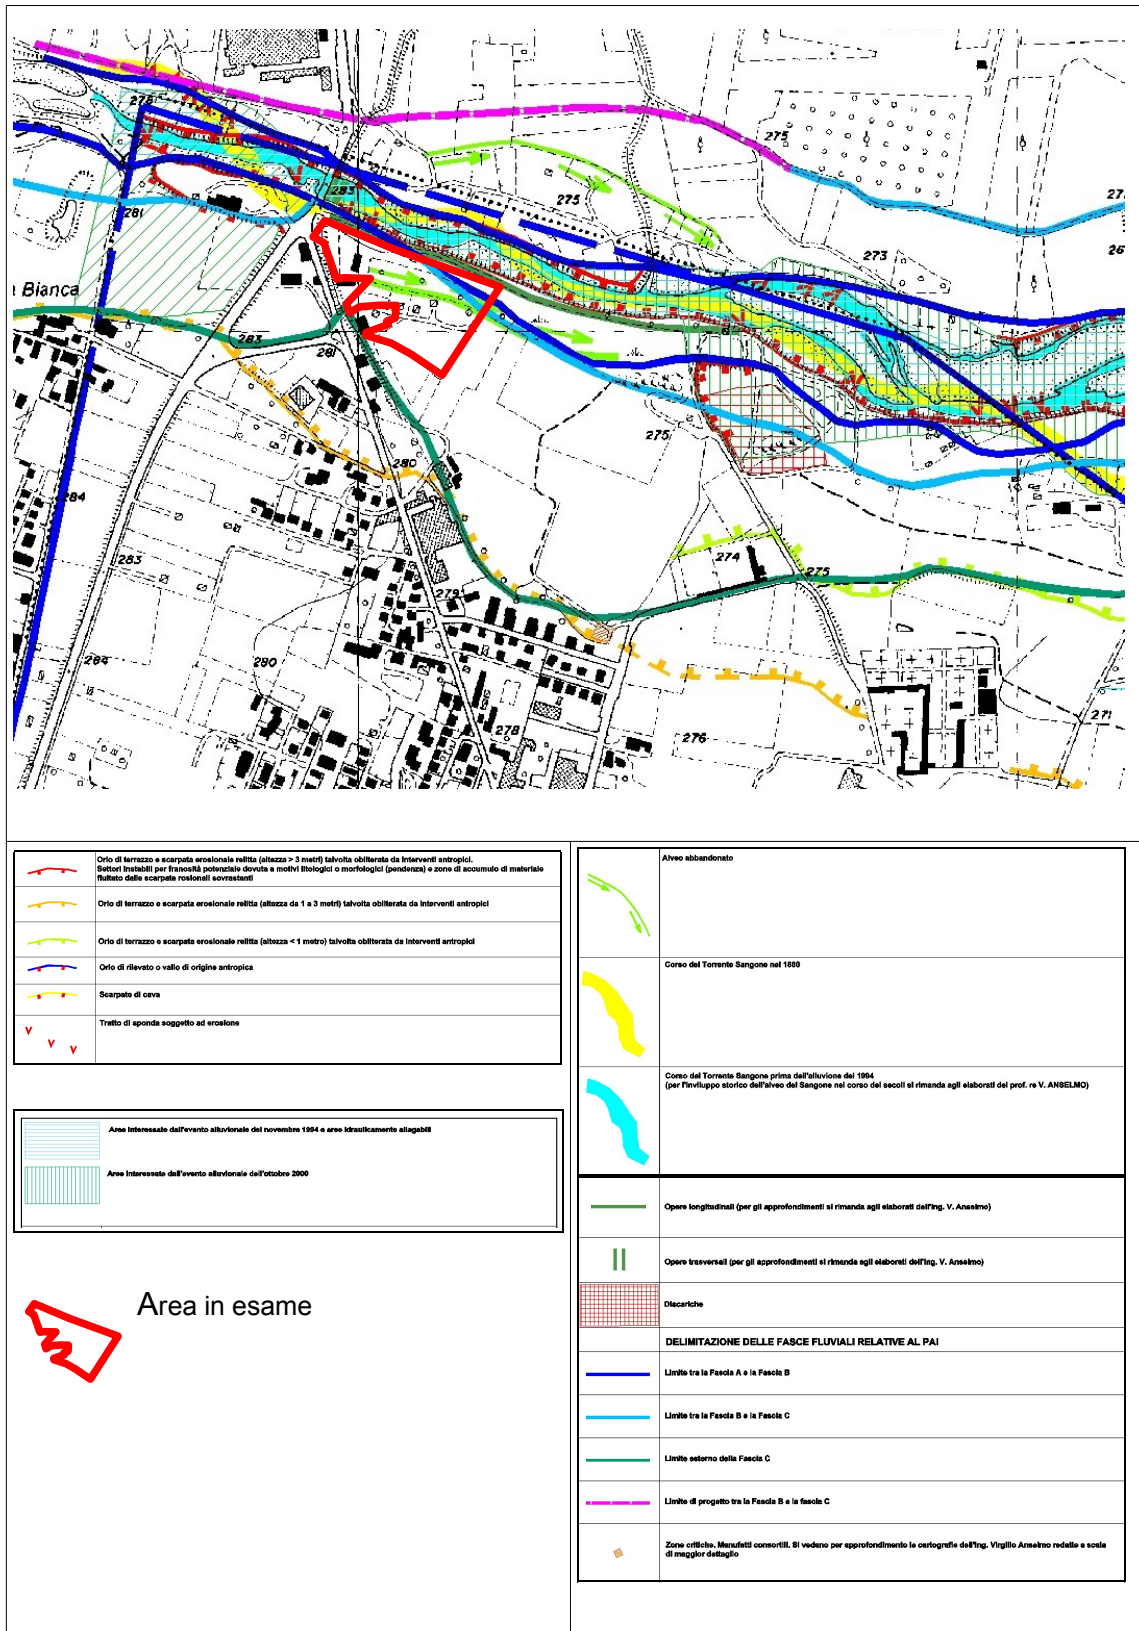 276
275
275
27
283
281
26
273
Bianca
283
281
275
280
284
274
275
283
279
284
280
278
276
271
Orlo di terrazzo e scarpata erosionale relitta (altezza > 3 metri) talvolta obliterata da interventi antropici.
Settori instabili per franosità potenziale dovuta a motivi litologici o morfologici (pendenza) e zone di accumulo di materiale
fluitato dalle scarpate rosionali sovrastanti
Orlo di terrazzo e scarpata erosionale relitta (altezza da 1 a 3 metri) talvolta obliterata da interventi antropici
Orlo di terrazzo e scarpata erosionale relitta (altezza < 1 metro) talvolta obliterata da interventi antropici
Orlo di rilevato o vallo di origine antropica
Scarpate di cava
Tratto di sponda soggetto ad erosione
Aree interessate dall'evento alluvionale del novembre 1994 e aree idraulicamente allagabili
Aree interessate dall'evento alluvionale dell'ottobre 2000
Area in esame
Alveo abbandonato
Corso del Torrente Sangone nel 1880
Corso del Torrente Sangone prima dell'alluvione del 1994
(per l'inviluppo storico dell'alveo del Sangone nel corso dei secoli si rimanda agli elaborati del prof. re V. ANSELMO)
Opere longitudinali (per gli approfondimenti si rimanda agli elaborati dell'ing. V. Anselmo)
Opere trasversali (per gli approfondimenti si rimanda agli elaborati dell'ing. V. Anselmo)
Discariche
DELIMITAZIONE DELLE FASCE FLUVIALI RELATIVE AL PAI
Limite tra la Fascia A e la Fascia B
Limite tra la Fascia B e la Fascia C
Limite esterno della Fascia C
Limite di progetto tra la Fascia B e la fascia C
Zone critiche. Manufatti consortili. Si vedano per approfondimento le cartografie dell'ing. Virgilio Anselmo redatte a scala
di maggior dettaglio